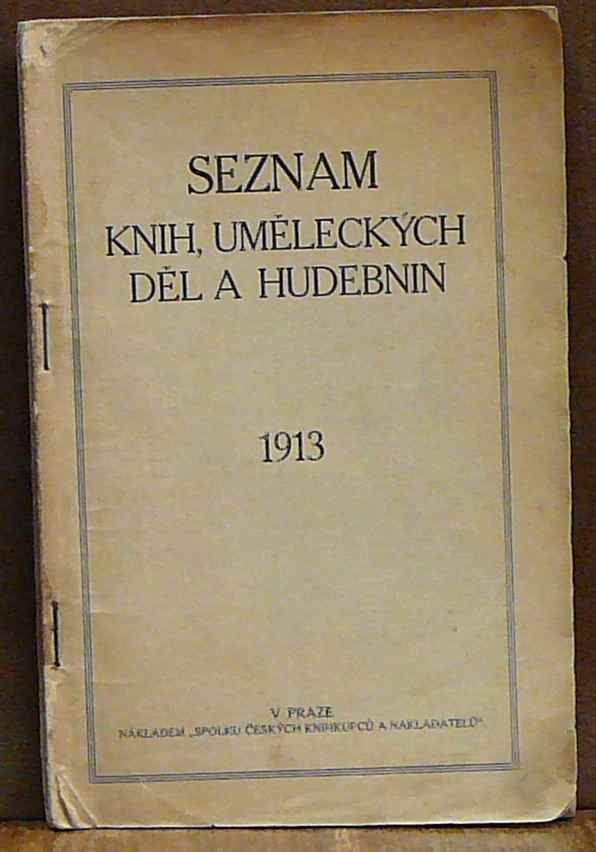 SEZNAM
KNIH, UMĚLECKÝCH
DĚL A HUDEBNIN
1913
V PRAZE
NÁKLADEM „SPOLKU ČESKÝCH KNIHKUPCŮ A NAKLADATELŮ“